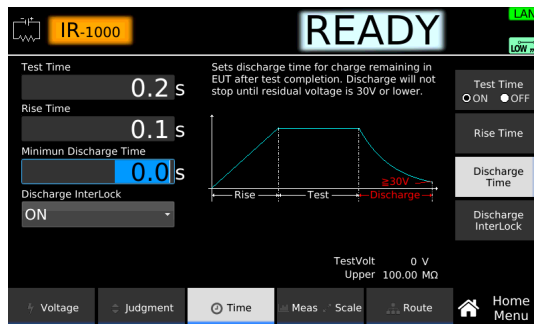 IR-1000
READY
LAN
LOW
Test Time
0.2 s
Rise Time
0.1 s
Minimun Discharge Time
0.0 s
Discharge InterLock
ON
Sets discharge time for charge remaining in
EUT after test completion. Discharge will not
stop until residual voltage is 30V or lower.
≧30V
Rise
Test
Discharge
TestVolt 0 V
Upper 100.00 MΩ
Test Time
ON OFF
Rise Time
Discharge
Time
Discharge
InterLock
Voltage
Judgment
Time
Meas
Scale
Route
Home
Menu